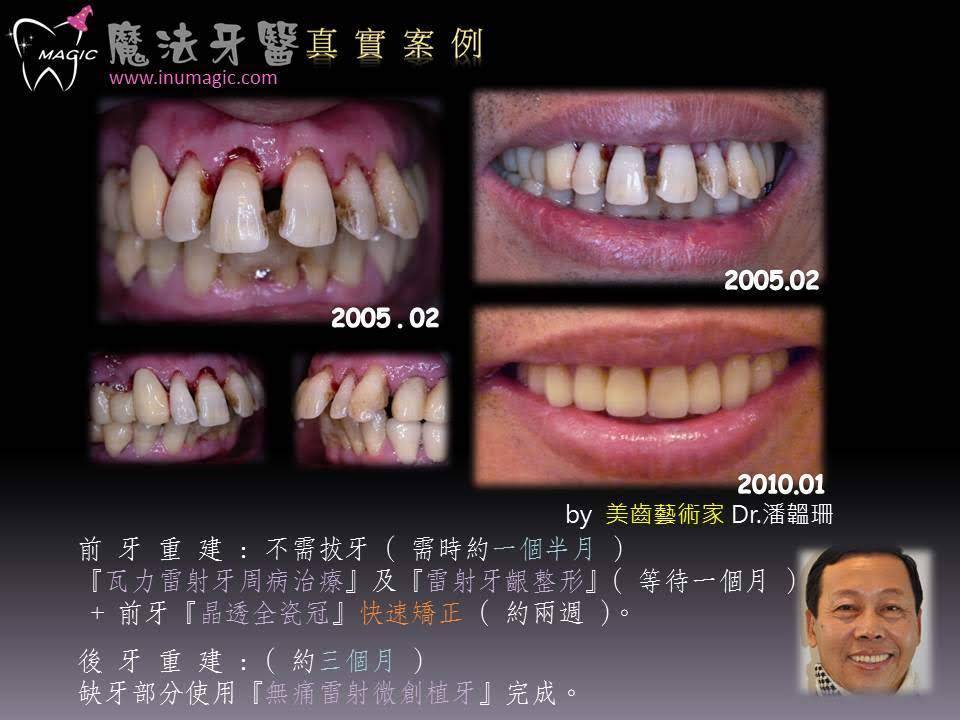 MAGIC 魔法牙醫 真實案例
www.inumagic.com
2005.02
2005.02
2010.01
by 美齒藝術家 Dr.潘韞珊
前牙重建：不需拔牙（需時約一個半月）
『瓦力雷射牙周病治療』及『雷射牙齦整形』（等待一個月）
+ 前牙『晶透全瓷冠』快速矯正（約兩週）。
後牙重建：（約三個月）
缺牙部分使用『無痛雷射微創植牙』完成。